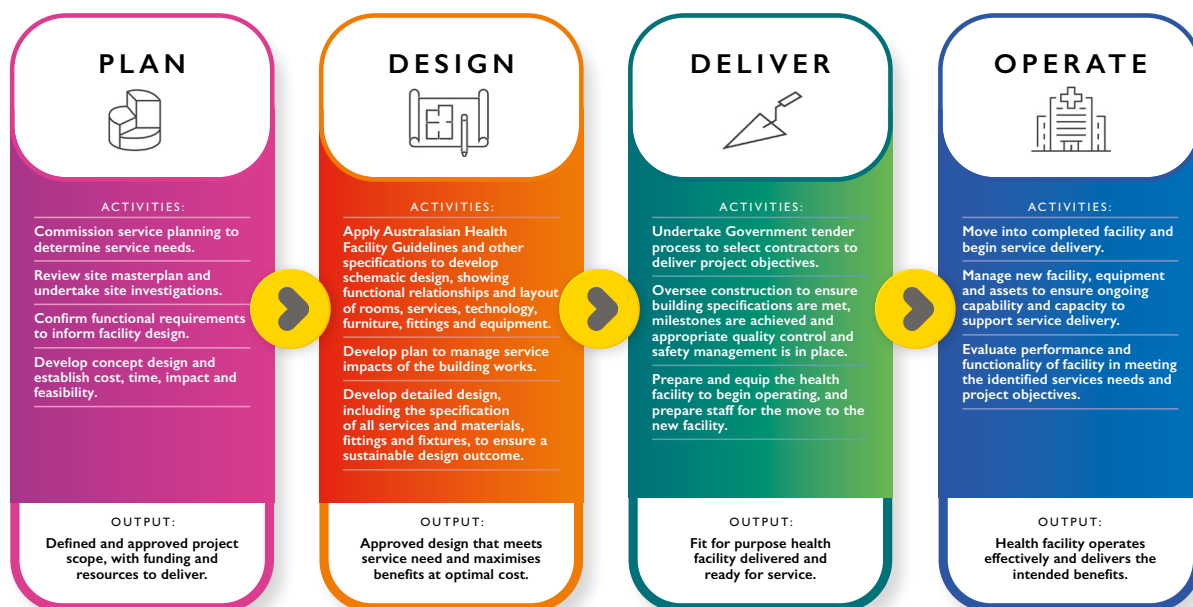 PLAN
ACTIVITIES:
Commission service planning to
determine service needs.
Review site masterplan and
undertake site investigations.
Confirm functional requirements
to inform facility design.
Develop concept design and
establish cost, time, impact and
feasibility.
OUTPUT:
Defined and approved project
scope, with funding and
resources to deliver.
DESIGN
ACTIVITIES:
Apply Australasian Health
Facility Guidelines and other
specifications to develop
schematic design, showing
functional relationships and layout
of rooms, services, technology,
furniture, fittings and equipment.
Develop plan to manage service
impacts of the building works.
Develop detailed design,
including the specification
of all services and materials,
fittings and fixtures, to ensure a
sustainable design outcome.
OUTPUT:
Approved design that meets
service need and maximises
benefits at optimal cost.
DELIVER
ACTIVITIES:
Undertake Government tender
process to select contractors to
deliver project objectives.
Oversee construction to ensure
building specifications are met,
milestones are achieved and
appropriate quality control and
safety management is in place.
Prepare and equip the health
facility to begin operating, and
prepare staff for the move to the
new facility.
OUTPUT:
Fit for purpose health
facility delivered and
ready for service.
OPERATE
ACTIVITIES:
Move into completed facility and
begin service delivery.
Manage new facility, equipment
and assets to ensure ongoing
capability and capacity to
support service delivery.
Evaluate performance and
functionality of facility in meeting
the identified services needs and
project objectives.
OUTPUT:
Health facility operates
effectively and delivers the
intended benefits.